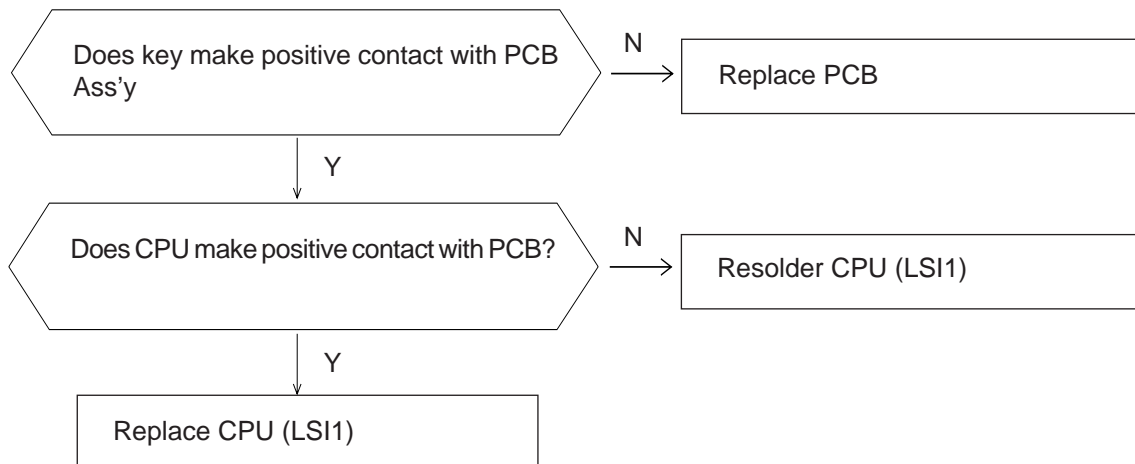 Does key make positive contact with PCB
Ass'y
N
Replace PCB
Y
Does CPU make positive contact with PCB?
N
Resolder CPU (LSI1)
Y
Replace CPU (LSI1)